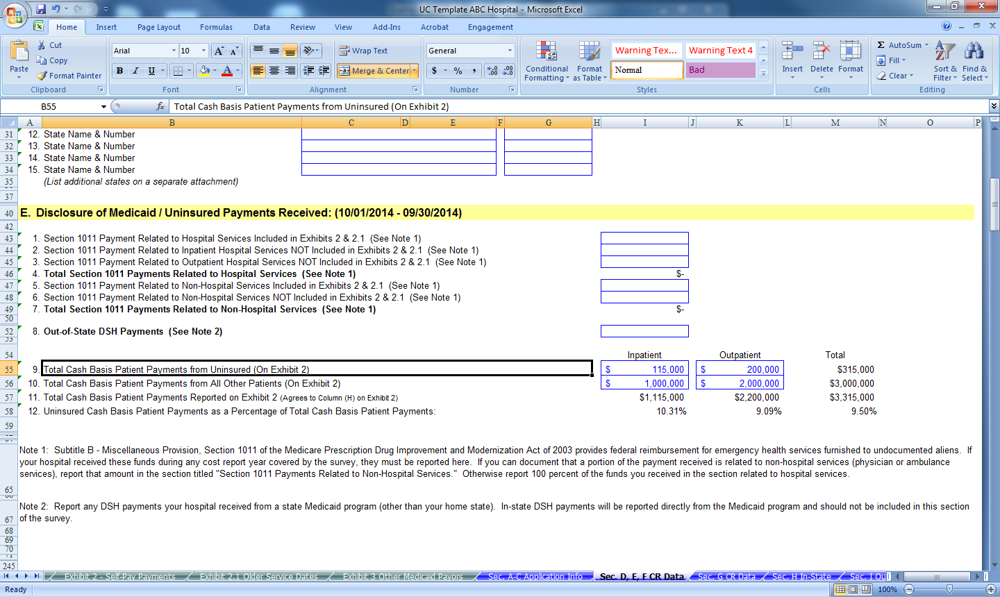 UC Template ABC Hospital - Microsoft Excel
Home Insert Page Layout Formulas Data Review View Add-Ins Acrobat Engagement
Paste
Cut
Copy
Format Painter
Clipboard
Arial 10
B I U
Font
Wrap Text
Merge & Center
Alignment
General
$ % ,
Number
Conditional Formatting
Format as Table
Warning Tex... Warning Text 4
Normal Bad
Styles
Insert Delete Format
Cells
Σ AutoSum
Fill
Clear
Sort & Filter
Find & Select
Editing
B55 fx Total Cash Basis Patient Payments from Uninsured (On Exhibit 2)
A B C D E F G H I J K L M N O P
31 12. State Name & Number
32 13. State Name & Number
33 14. State Name & Number
34 15. State Name & Number
35 (List additional states on a separate attachment)
37
40 E. Disclosure of Medicaid / Uninsured Payments Received: (10/01/2014 - 09/30/2014)
42
43 1. Section 1011 Payment Related to Hospital Services Included in Exhibits 2 & 2.1 (See Note 1)
44 2. Section 1011 Payment Related to Inpatient Hospital Services NOT Included in Exhibits 2 & 2.1 (See Note 1)
45 3. Section 1011 Payment Related to Outpatient Hospital Services NOT Included in Exhibits 2 & 2.1 (See Note 1)
46 4. Total Section 1011 Payments Related to Hospital Services (See Note 1) $-
47 5. Section 1011 Payment Related to Non-Hospital Services Included in Exhibits 2 & 2.1 (See Note 1)
48 6. Section 1011 Payment Related to Non-Hospital Services NOT Included in Exhibits 2 & 2.1 (See Note 1)
49 7. Total Section 1011 Payments Related to Non-Hospital Services (See Note 1) $-
50
52 8. Out-of-State DSH Payments (See Note 2)
53
54 Inpatient Outpatient Total
55 9. Total Cash Basis Patient Payments from Uninsured (On Exhibit 2) $ 115,000 $ 200,000 $315,000
56 10. Total Cash Basis Patient Payments from All Other Patients (On Exhibit 2) $ 1,000,000 $ 2,000,000 $3,000,000
57 11. Total Cash Basis Patient Payments Reported on Exhibit 2 (Agrees to Column (H) on Exhibit 2) $1,115,000 $2,200,000 $3,315,000
58 12. Uninsured Cash Basis Patient Payments as a Percentage of Total Cash Basis Patient Payments: 10.31% 9.09% 9.50%
59
Note 1: Subtitle B - Miscellaneous Provision, Section 1011 of the Medicare Prescription Drug Improvement and Modernization Act of 2003 provides federal reimbursement for emergency health services furnished to undocumented aliens. If
your hospital received these funds during any cost report year covered by the survey, they must be reported here. If you can document that a portion of the payment received is related to non-hospital services (physician or ambulance
services), report that amount in the section titled "Section 1011 Payments Related to Non-Hospital Services." Otherwise report 100 percent of the funds you received in the section related to hospital services.
65
Note 2: Report any DSH payments your hospital received from a state Medicaid program (other than your home state). In-state DSH payments will be reported directly from the Medicaid program and should not be included in this section
67 of the survey.
68
69
70
71
245
Exhibit 2 - Self-Pay Payments Exhibit 2.1 Older Service Dates Exhibit 3 Other Medicaid Payors Sec. A-C Application Info Sec. D, E, F CR Data Sec. G CR Data Sec. H In-State Sec. I Ou
Ready 100%